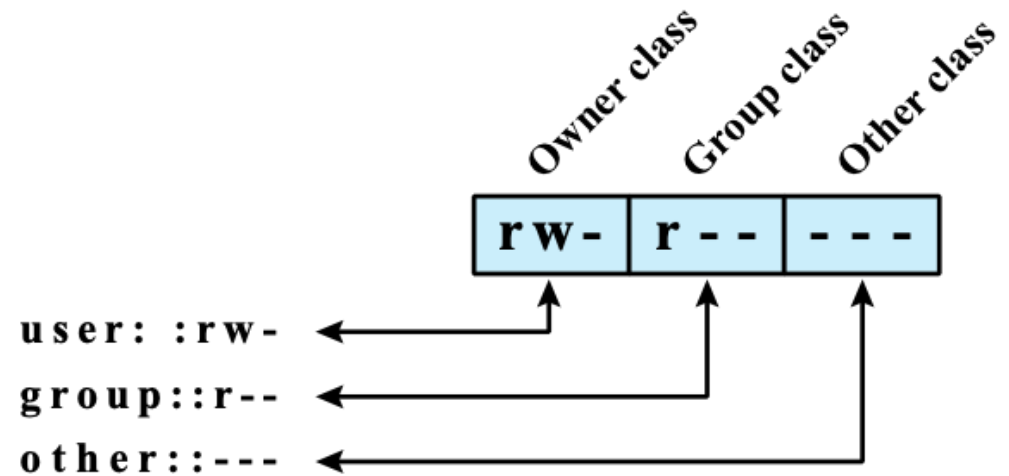 Owner class
Group class
Other class
rw- r-- ---
user: :rw-
group::r--
other::---